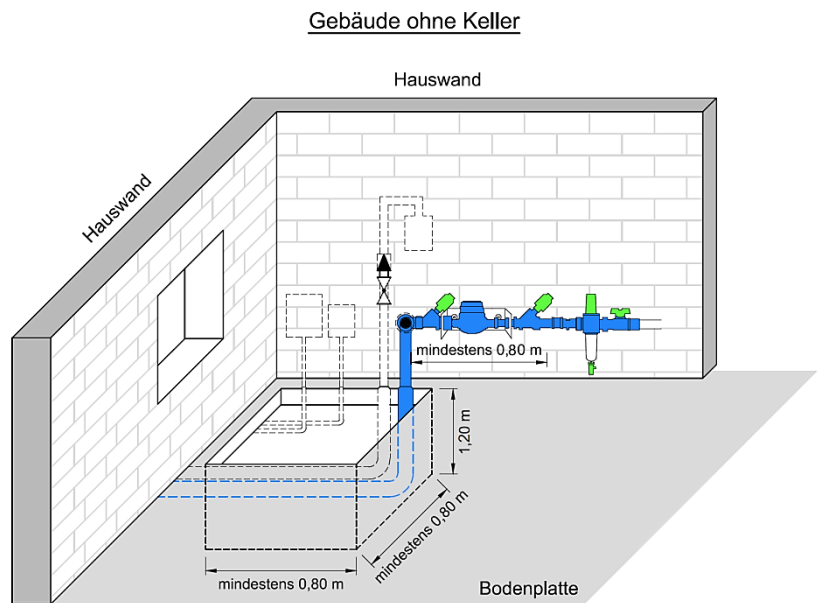 Gebäude ohne Keller
Hauswand
Hauswand
mindestens 0,80 m
1,20 m
mindestens 0,80 m
mindestens 0,80 m
Bodenplatte